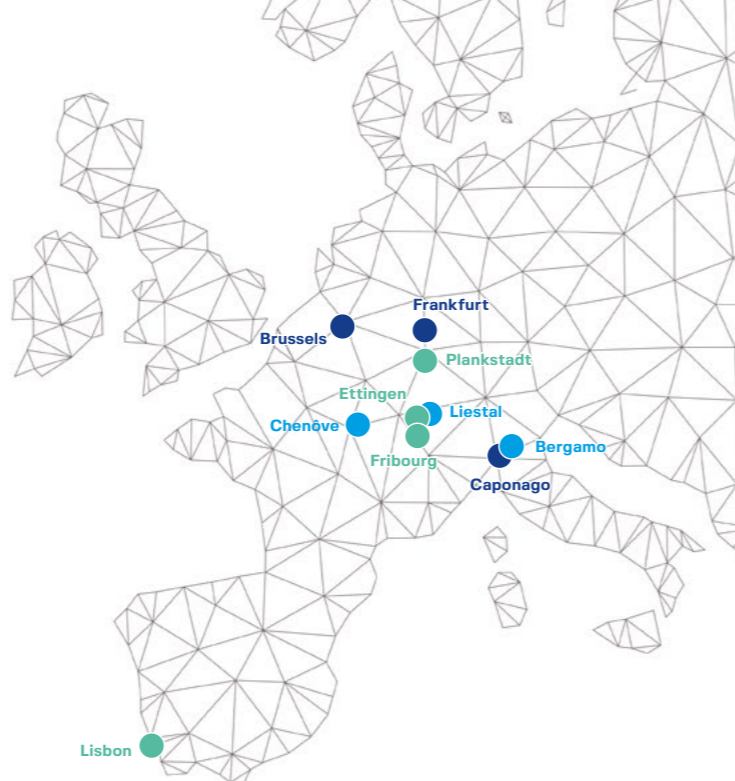 Frankfurt
Brussels
Plankstadt
Ettingen
Liestal
Chenôve
Bergamo
Fribourg
Caponago
Lisbon